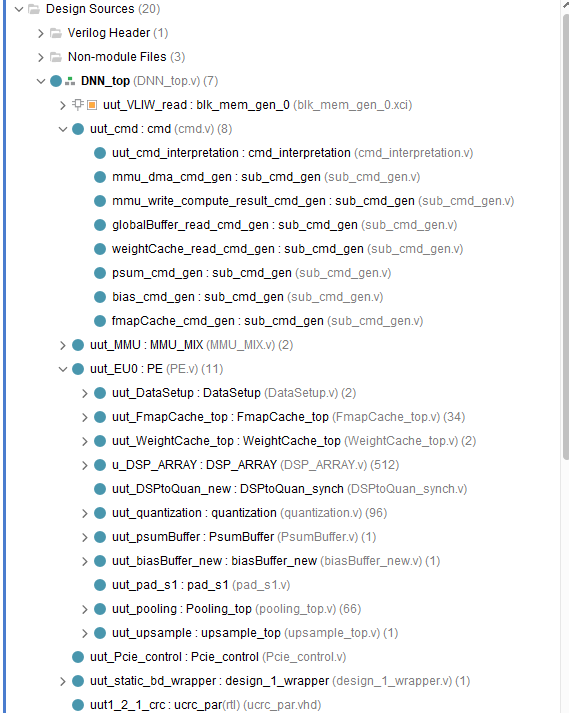 Design Sources (20)
Verilog Header (1)
Non-module Files (3)
DNN_top (DNN_top.v) (7)
uut_VLIW_read : blk_mem_gen_0 (blk_mem_gen_0.xci)
uut_cmd : cmd (cmd.v) (8)
uut_cmd_interpretation : cmd_interpretation (cmd_interpretation.v)
mmu_dma_cmd_gen : sub_cmd_gen (sub_cmd_gen.v)
mmu_write_compute_result_cmd_gen : sub_cmd_gen (sub_cmd_gen.v)
globalBuffer_read_cmd_gen : sub_cmd_gen (sub_cmd_gen.v)
weightCache_read_cmd_gen : sub_cmd_gen (sub_cmd_gen.v)
psum_cmd_gen : sub_cmd_gen (sub_cmd_gen.v)
bias_cmd_gen : sub_cmd_gen (sub_cmd_gen.v)
fmapCache_cmd_gen : sub_cmd_gen (sub_cmd_gen.v)
uut_MMU : MMU_MIX (MMU_MIX.v) (2)
uut_EU0 : PE (PE.v) (11)
uut_DataSetup : DataSetup (DataSetup.v) (2)
uut_FmapCache_top : FmapCache_top (FmapCache_top.v) (34)
uut_WeightCache_top : WeightCache_top (WeightCache_top.v) (2)
u_DSP_ARRAY : DSP_ARRAY (DSP_ARRAY.v) (512)
uut_DSPtoQuan_new : DSPtoQuan_synch (DSPtoQuan_synch.v)
uut_quantization : quantization (quantization.v) (96)
uut_psumBuffer : PsumBuffer (PsumBuffer.v) (1)
uut_biasBuffer_new : biasBuffer_new (biasBuffer_new.v) (1)
uut_pad_s1 : pad_s1 (pad_s1.v)
uut_pooling : Pooling_top (pooling_top.v) (66)
uut_upsample : upsample_top (upsample_top.v) (1)
uut_Pcie_control : Pcie_control (Pcie_control.v)
uut_static_bd_wrapper : design_1_wrapper (design_1_wrapper.v) (1)
uut1_2_1_crc : ucrc_par(rtl) (ucrc_par.vhd)